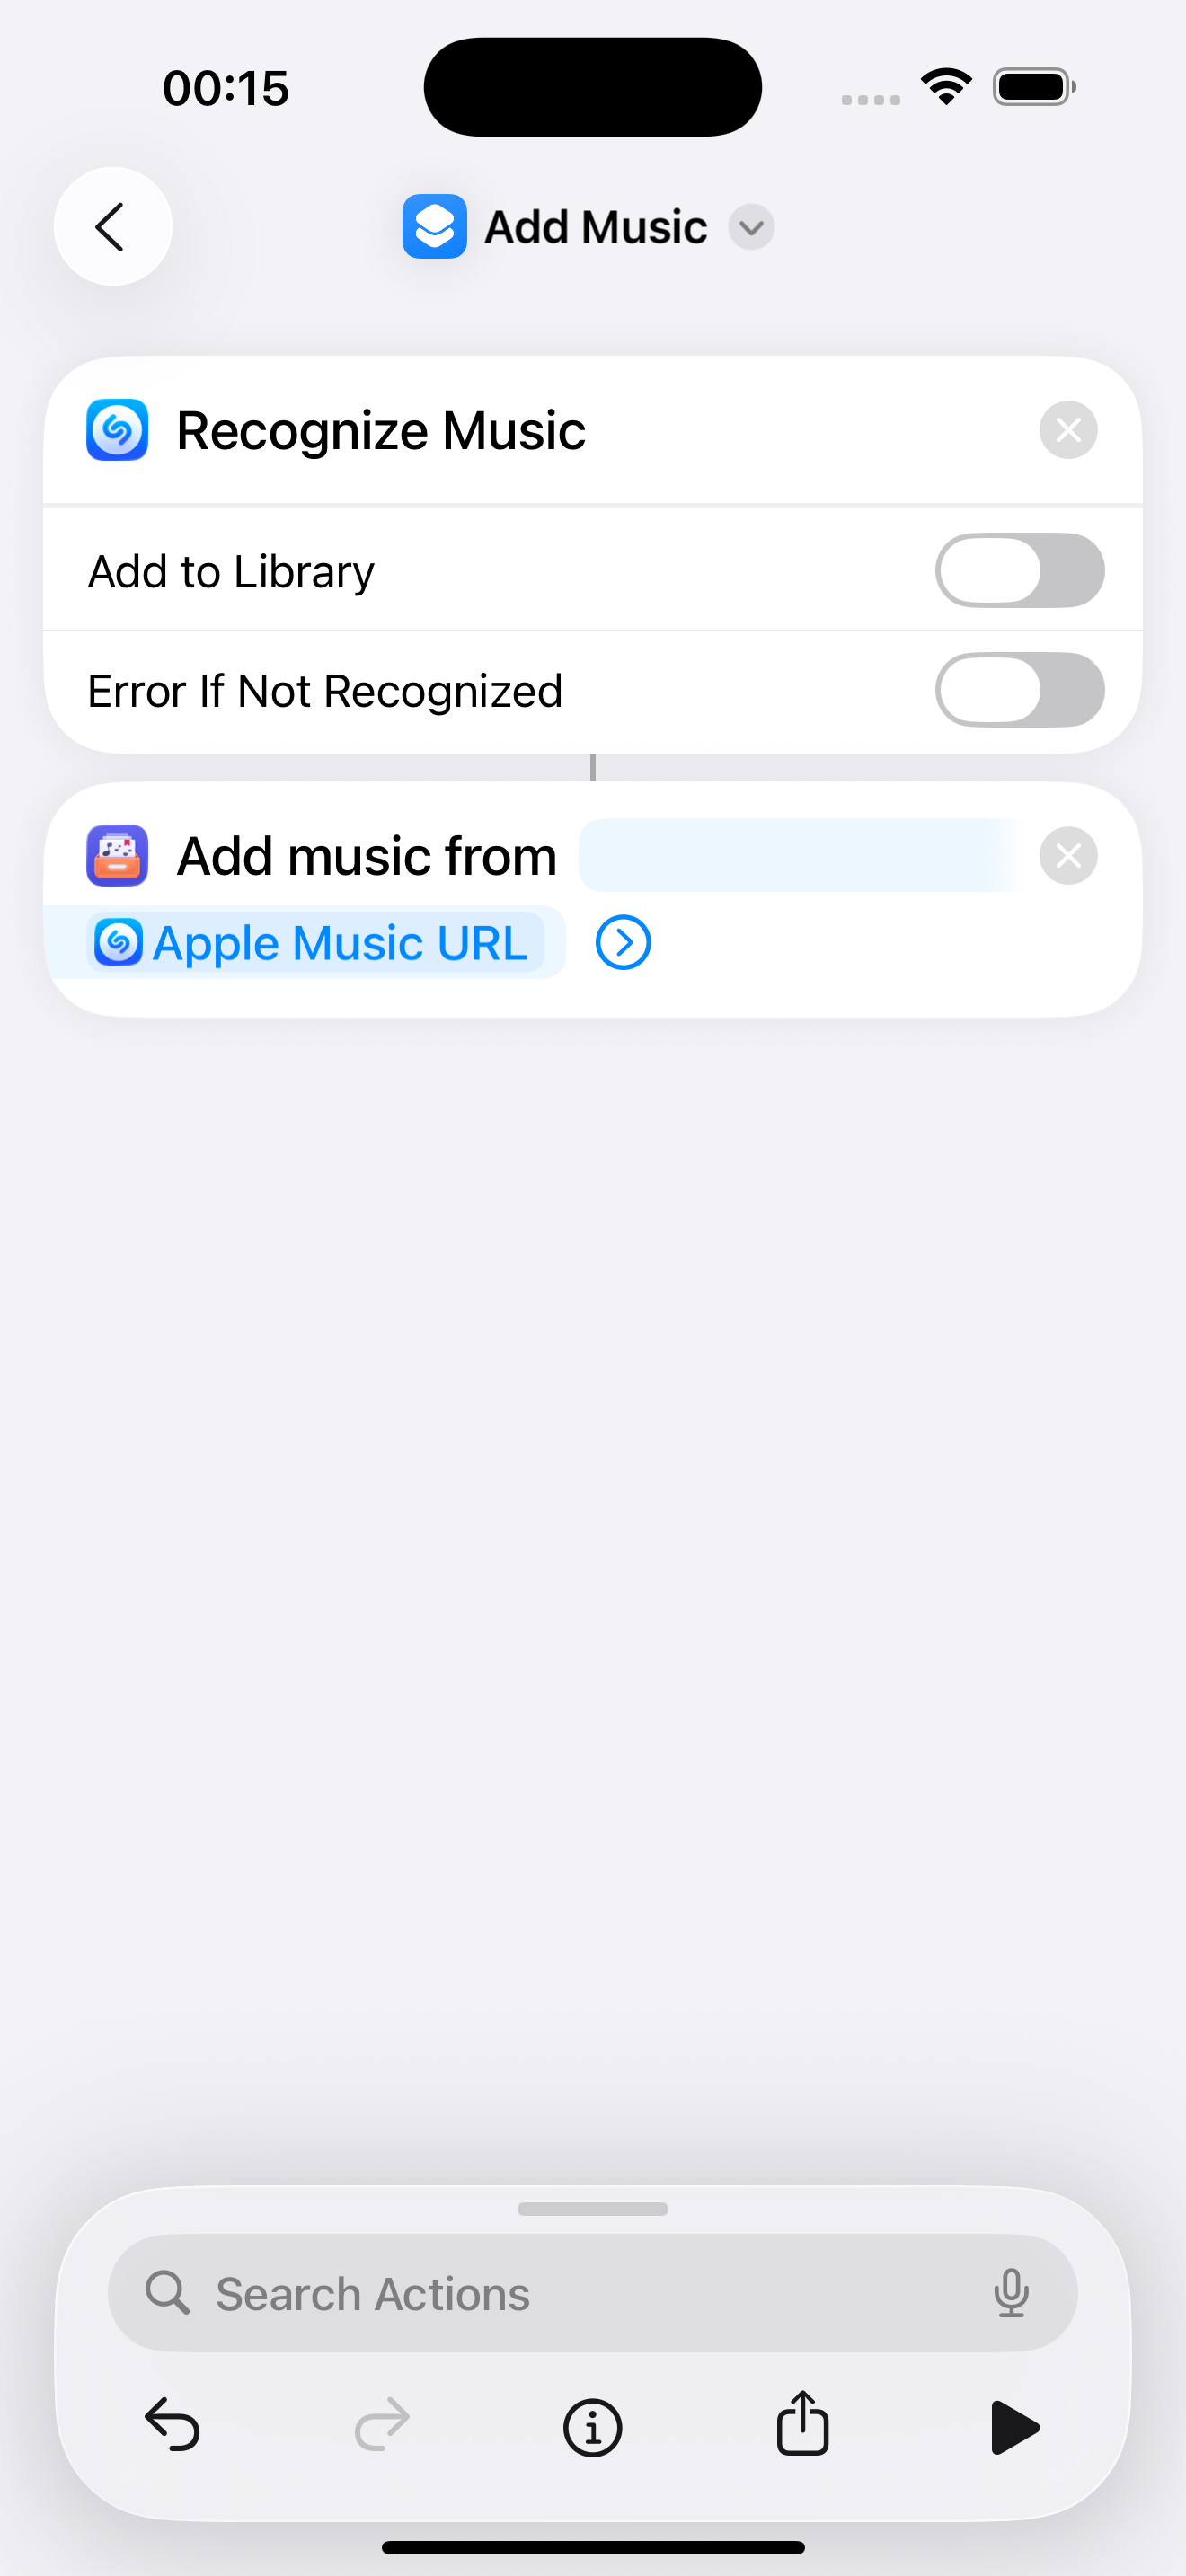 00:15
Add Music
Recognize Music
Add to Library
Error If Not Recognized
Add music from
Apple Music URL
Search Actions